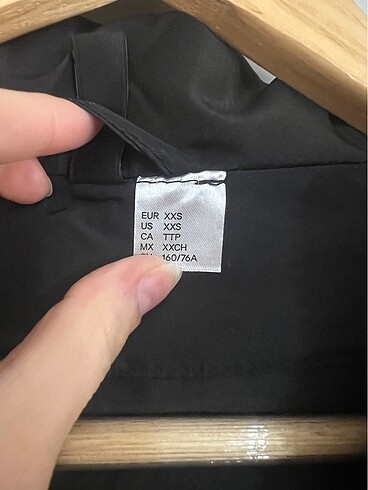 EUR XXS
US XXS
CA TTP
MX XXCH
160/76A